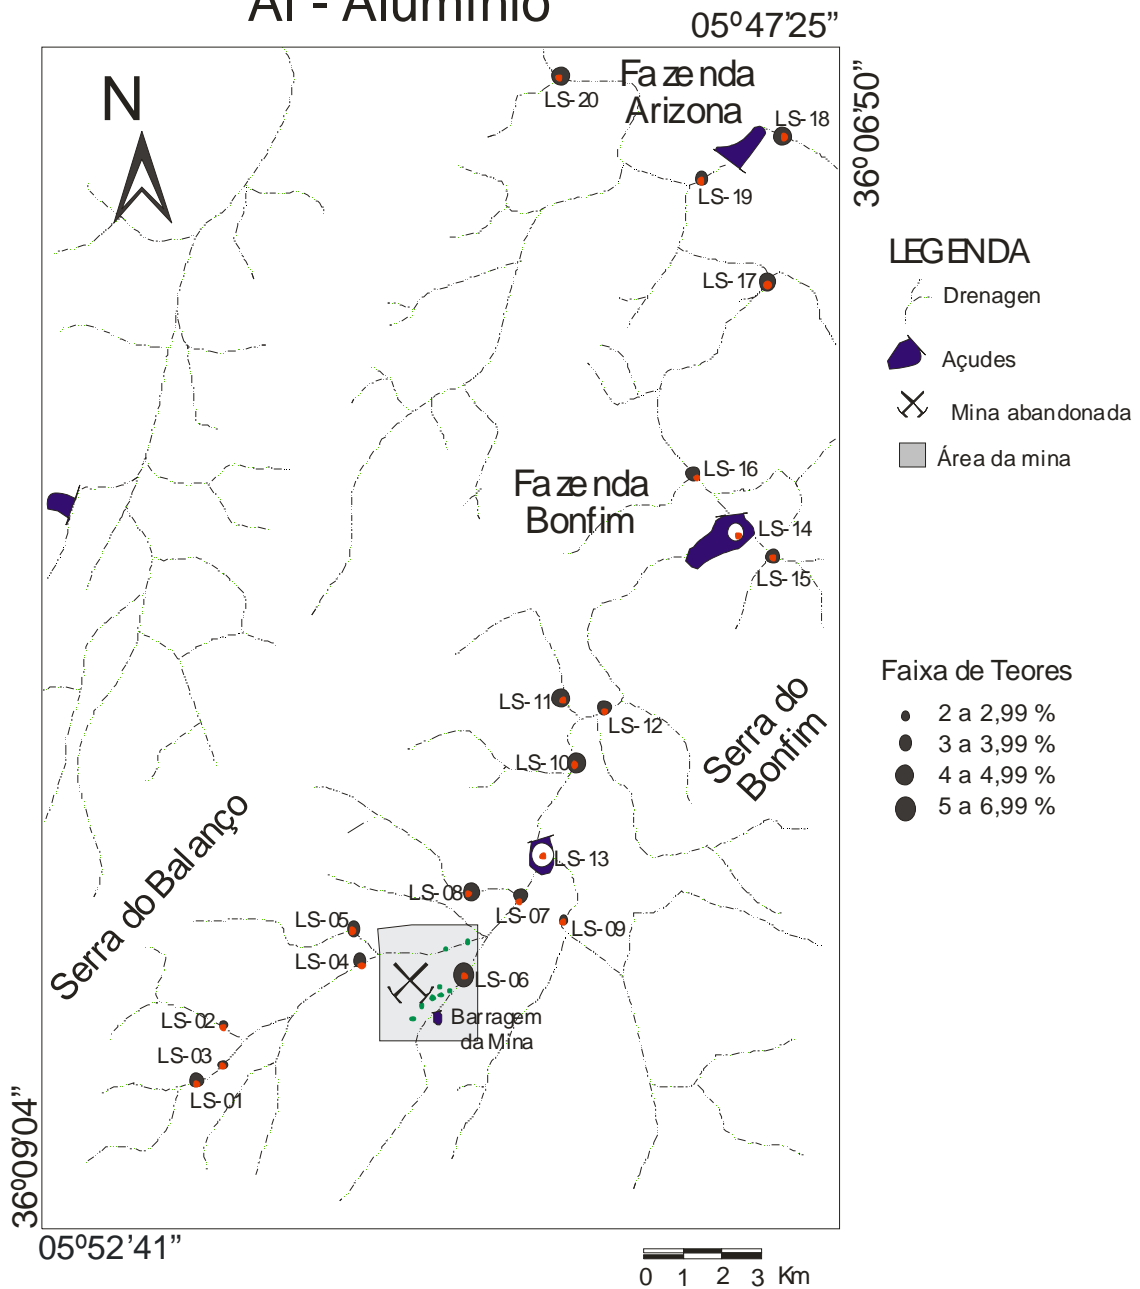 Al - Alumínio
05º47'25”
36º06'50”
N
Fazenda
Arizona
LS-20
LS-18
LS-19
LS-17
LEGENDA
Drenagen
Açudes
Mina abandonada
Área da mina
LS-16
Fazenda
Bonfim
LS-14
LS-15
Faixa de Teores
2 a 2,99 %
3 a 3,99 %
4 a 4,99 %
5 a 6,99 %
LS-11
LS-12
Serra do
Bonfim
LS-10
Serra do Balanço
LS-13
LS-08
LS-07
LS-05
LS-09
LS-04
LS-06
LS-02
Barragem
da Mina
LS-03
LS-01
36º09'04”
05º52'41”
0 1 2 3 Km